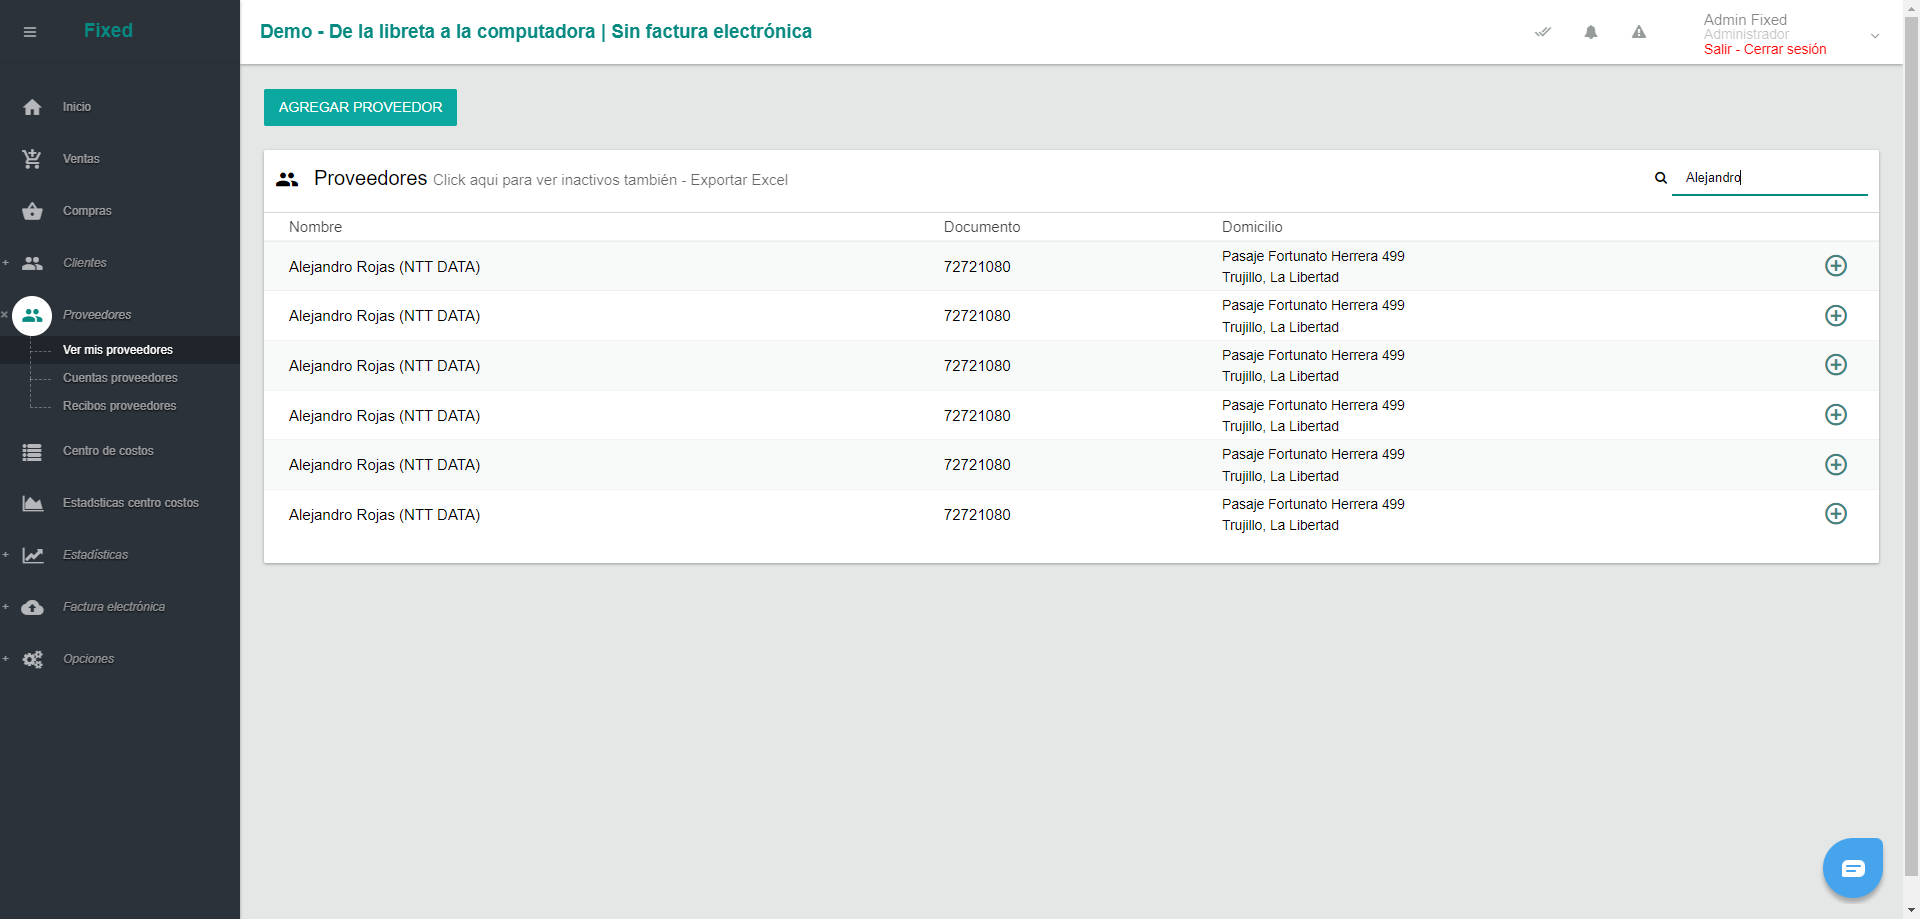 Fixed
Demo - De la libreta a la computadora | Sin factura electrónica
Admin Fixed
Administrador
Salir - Cerrar sesión
Inicio
Ventas
Compras
Clientes
Proveedores
Ver mis proveedores
Cuentas proveedores
Recibos proveedores
Centro de costos
Estadsticas centro costos
Estadísticas
Factura electrónica
Opciones
AGREGAR PROVEEDOR
Proveedores Click aqui para ver inactivos también - Exportar Excel
Alejandro
Nombre Documento Domicilio
Alejandro Rojas (NTT DATA) 72721080 Pasaje Fortunato Herrera 499
Trujillo, La Libertad
Alejandro Rojas (NTT DATA) 72721080 Pasaje Fortunato Herrera 499
Trujillo, La Libertad
Alejandro Rojas (NTT DATA) 72721080 Pasaje Fortunato Herrera 499
Trujillo, La Libertad
Alejandro Rojas (NTT DATA) 72721080 Pasaje Fortunato Herrera 499
Trujillo, La Libertad
Alejandro Rojas (NTT DATA) 72721080 Pasaje Fortunato Herrera 499
Trujillo, La Libertad
Alejandro Rojas (NTT DATA) 72721080 Pasaje Fortunato Herrera 499
Trujillo, La Libertad